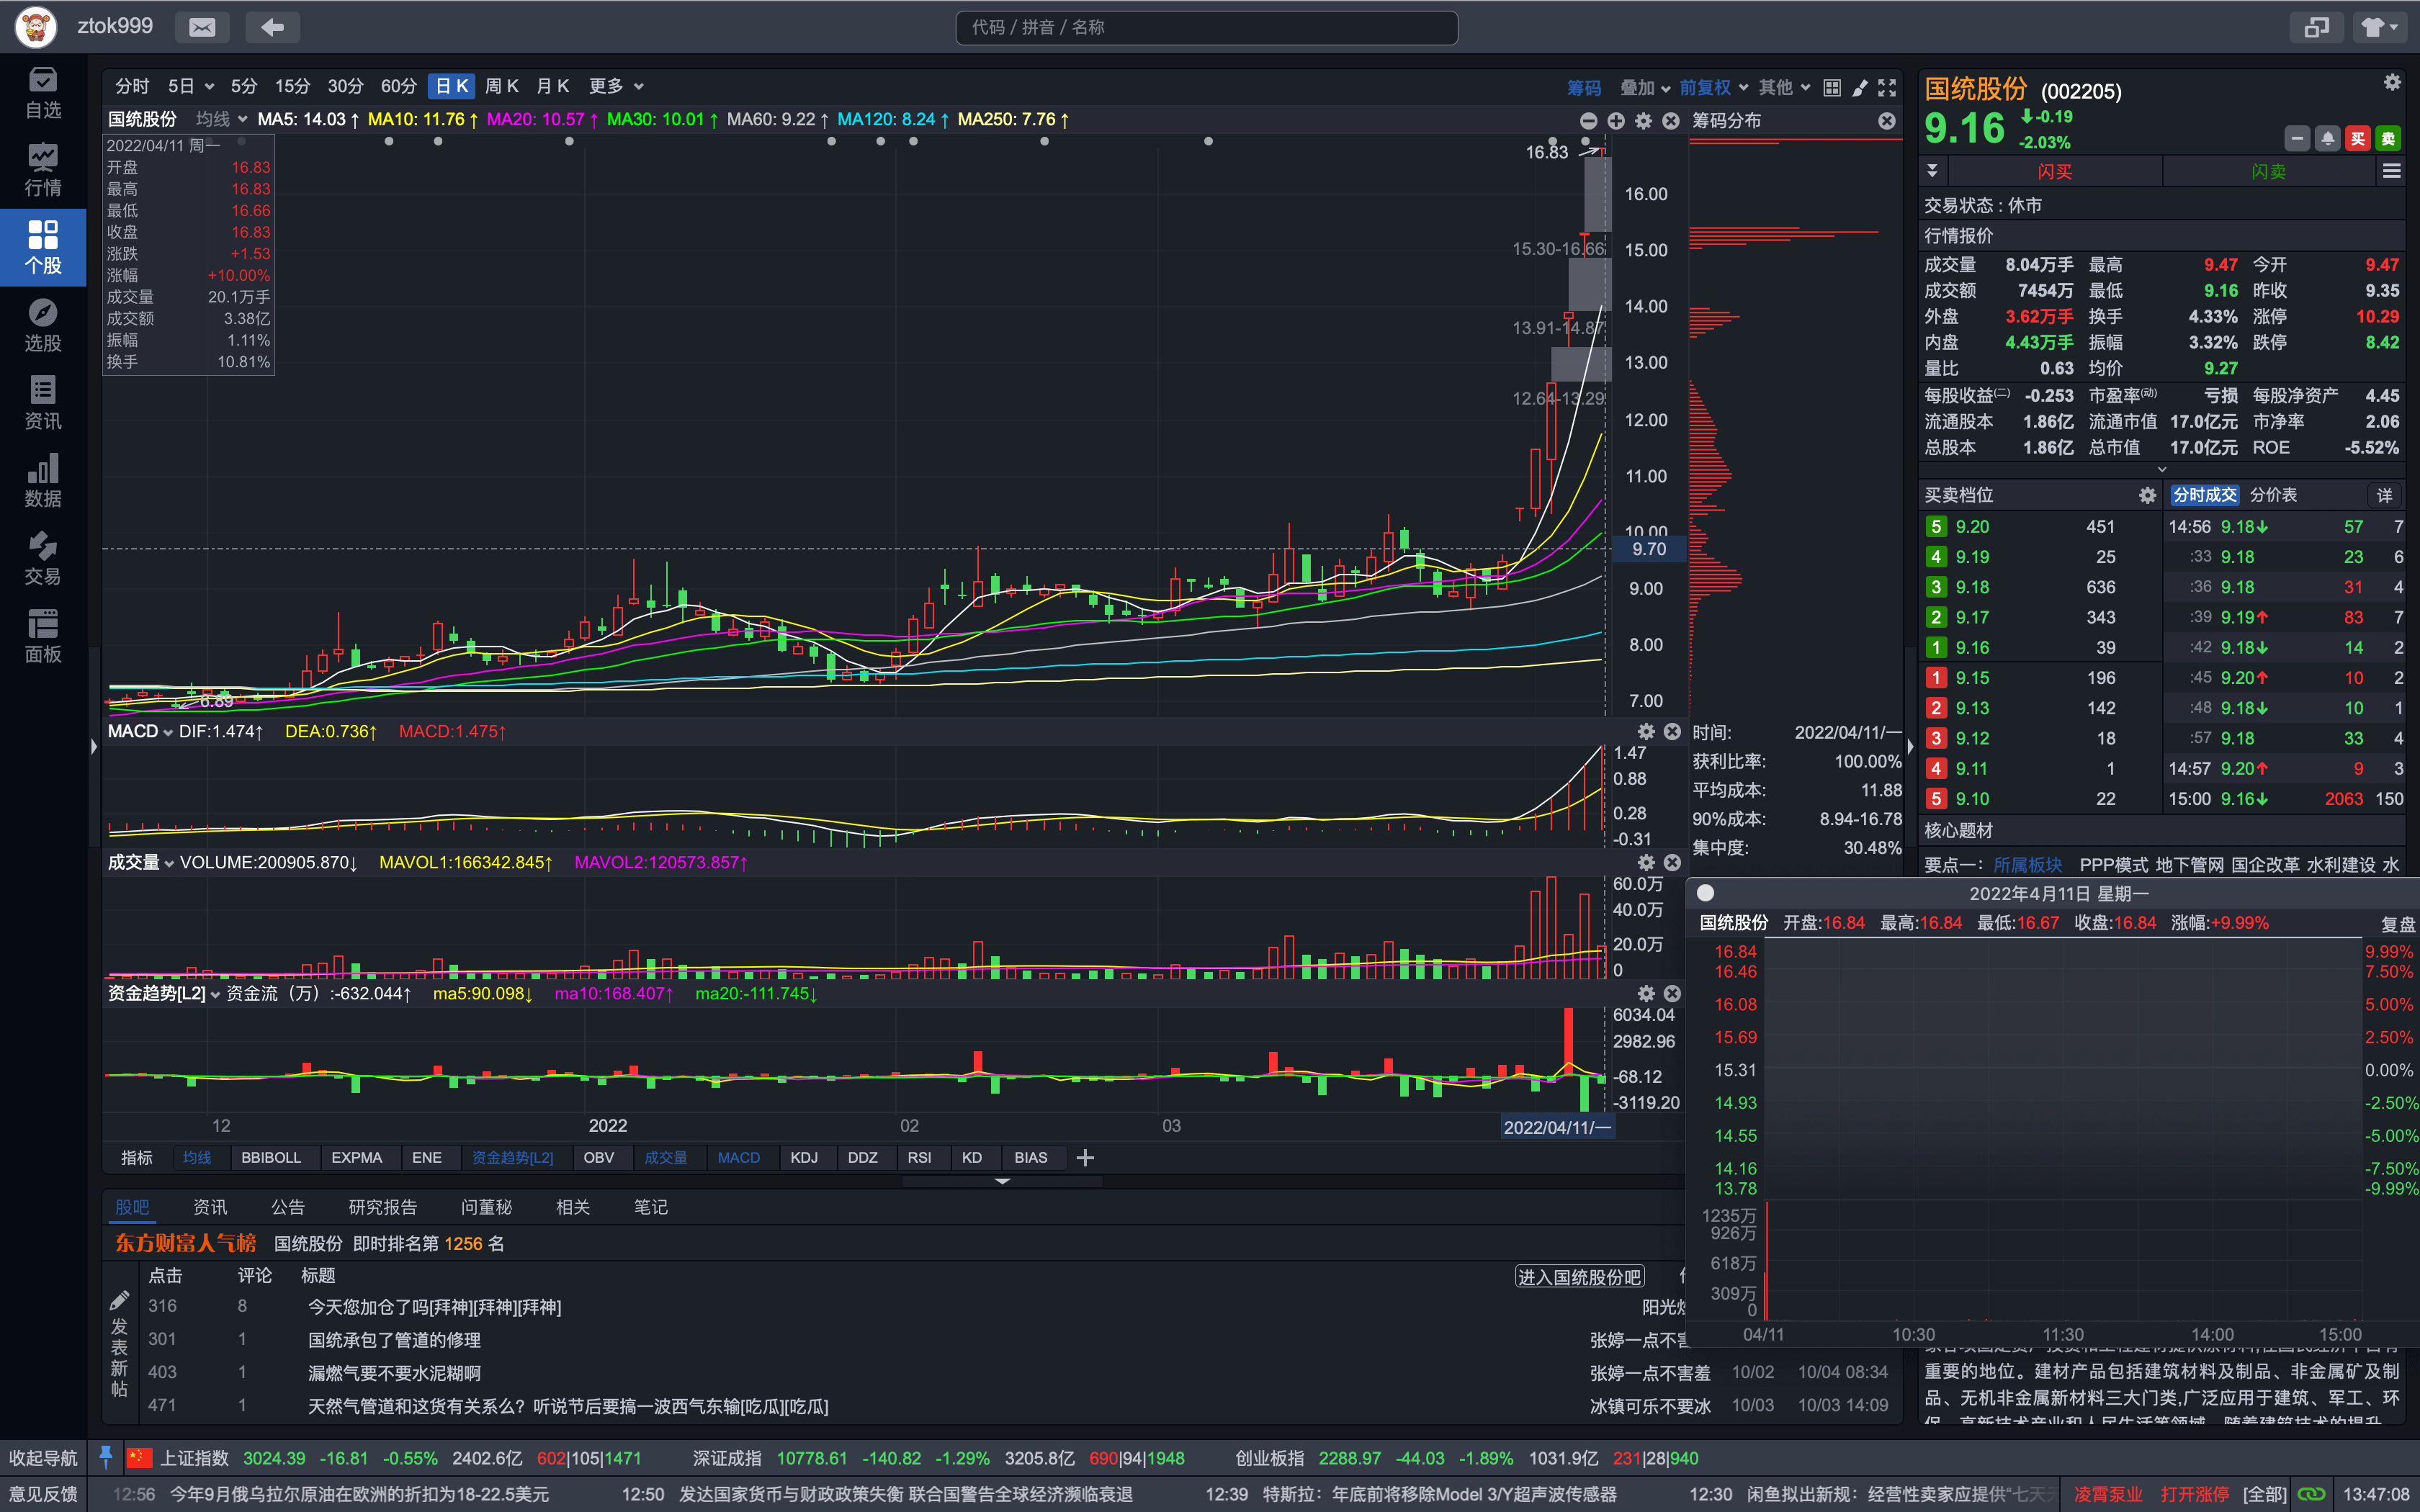 ztok999
代码 / 拼音 / 名称
自选
行情
个股
选股
资讯
数据
交易
面板
分时 5日 5分 15分 30分 60分 日K 周K 月K 更多 筹码 叠加 前复权 其他
国统股份 均线 MA5: 14.03↑ MA10: 11.76↑ MA20: 10.57↑ MA30: 10.01↑ MA60: 9.22↑ MA120: 8.24↑ MA250: 7.76↑
2022/04/11 周一
开盘 16.83
最高 16.83
最低 16.66
收盘 16.83
涨跌 +1.53
涨幅 +10.00%
成交量 20.1万手
成交额 3.38亿
振幅 1.11%
换手 10.81%
16.83
15.30-16.66
13.91-14.87
12.64-13.29
6.89
16.00
15.00
14.00
13.00
12.00
11.00
10.00
9.70
9.00
8.00
7.00
MACD DIF:1.474↑ DEA:0.736↑ MACD:1.475↑
1.47
0.88
0.28
-0.31
成交量 VOLUME:200905.870↓ MAVOL1:166342.845↑ MAVOL2:120573.857↑
60.0万
40.0万
20.0万
0
资金趋势[L2] 资金流（万）:-632.044↑ ma5:90.098↓ ma10:168.407↑ ma20:-111.745↓
6034.04
2982.96
-68.12
-3119.20
12 2022 02 03 2022/04/11/一
指标 均线 BBIBOLL EXPMA ENE 资金趋势[L2] OBV 成交量 MACD KDJ DDZ RSI KD BIAS
筹码分布
时间: 2022/04/11/一
获利比率: 100.00%
平均成本: 11.88
90%成本: 8.94-16.78
集中度: 30.48%
股吧 资讯 公告 研究报告 问董秘 相关 笔记
东方财富人气榜 国统股份 即时排名第 1256 名
点击 评论 标题 进入国统股份吧
发表新帖
316 8 今天您加仓了吗[拜神][拜神][拜神] 阳光
301 1 国统承包了管道的修理 张婷一点不害
403 1 漏燃气要不要水泥糊啊 张婷一点不害羞 10/02 10/04 08:34
471 1 天然气管道和这货有关系么？听说节后要搞一波西气东输[吃瓜][吃瓜] 冰镇可乐不要冰 10/03 10/03 14:09
国统股份 (002205)
9.16 -0.19
-2.03%
买 卖
闪买 闪卖
交易状态 : 休市
行情报价
成交量 8.04万手 最高 9.47 今开 9.47
成交额 7454万 最低 9.16 昨收 9.35
外盘 3.62万手 换手 4.33% 涨停 10.29
内盘 4.43万手 振幅 3.32% 跌停 8.42
量比 0.63 均价 9.27
每股收益(二) -0.253 市盈率(动) 亏损 每股净资产 4.45
流通股本 1.86亿 流通市值 17.0亿元 市净率 2.06
总股本 1.86亿 总市值 17.0亿元 ROE -5.52%
买卖档位 分时成交 分价表 详
5 9.20 451 14:56 9.18↓ 57 7
4 9.19 25 :33 9.18 23 6
3 9.18 636 :36 9.18 31 4
2 9.17 343 :39 9.19↑ 83 7
1 9.16 39 :42 9.18↓ 14 2
1 9.15 196 :45 9.20↑ 10 2
2 9.13 142 :48 9.18↓ 10 1
3 9.12 18 :57 9.18 33 4
4 9.11 1 14:57 9.20↑ 9 3
5 9.10 22 15:00 9.16↓ 2063 150
核心题材
要点一： 所属板块 PPP模式 地下管网 国企改革 水利建设 水
2022年4月11日 星期一
国统股份 开盘:16.84 最高:16.84 最低:16.67 收盘:16.84 涨幅:+9.99% 复盘
16.84 9.99%
16.46 7.50%
16.08 5.00%
15.69 2.50%
15.31 0.00%
14.93 -2.50%
14.55 -5.00%
14.16 -7.50%
13.78 -9.99%
1235万
926万
618万
309万
0
04/11 10:30 11:30 14:00 15:00
重要的地位。建材产品包括建筑材料及制品、非金属矿及制
品、无机非金属新材料三大门类,广泛应用于建筑、军工、环
保、高新技术产业和人民生活等领域。随着建筑技术的提升
收起导航 上证指数 3024.39 -16.81 -0.55% 2402.6亿 602|105|1471 深证成指 10778.61 -140.82 -1.29% 3205.8亿 690|94|1948 创业板指 2288.97 -44.03 -1.89% 1031.9亿 231|28|940
意见反馈 12:56 今年9月俄乌拉尔原油在欧洲的折扣为18-22.5美元 12:50 发达国家货币与财政政策失衡 联合国警告全球经济濒临衰退 12:39 特斯拉：年底前将移除Model 3/Y超声波传感器 12:30 闲鱼拟出新规：经营性卖家应提供“七天 凌霄泵业 打开涨停 [全部] 13:47:08